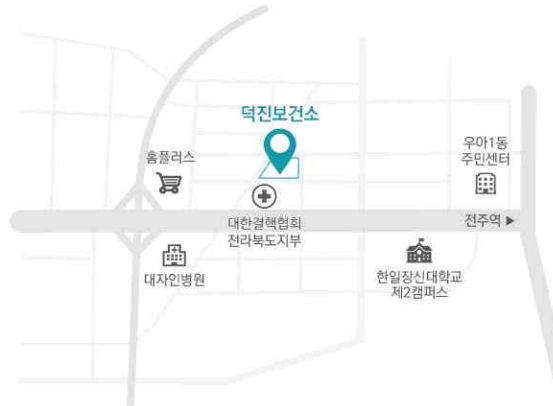 덕진보건소
홈플러스
우아1동
주민센터
대한결핵협회
전라북도지부
전주역 ▶
대자인병원
한일장신대학교
제2캠퍼스